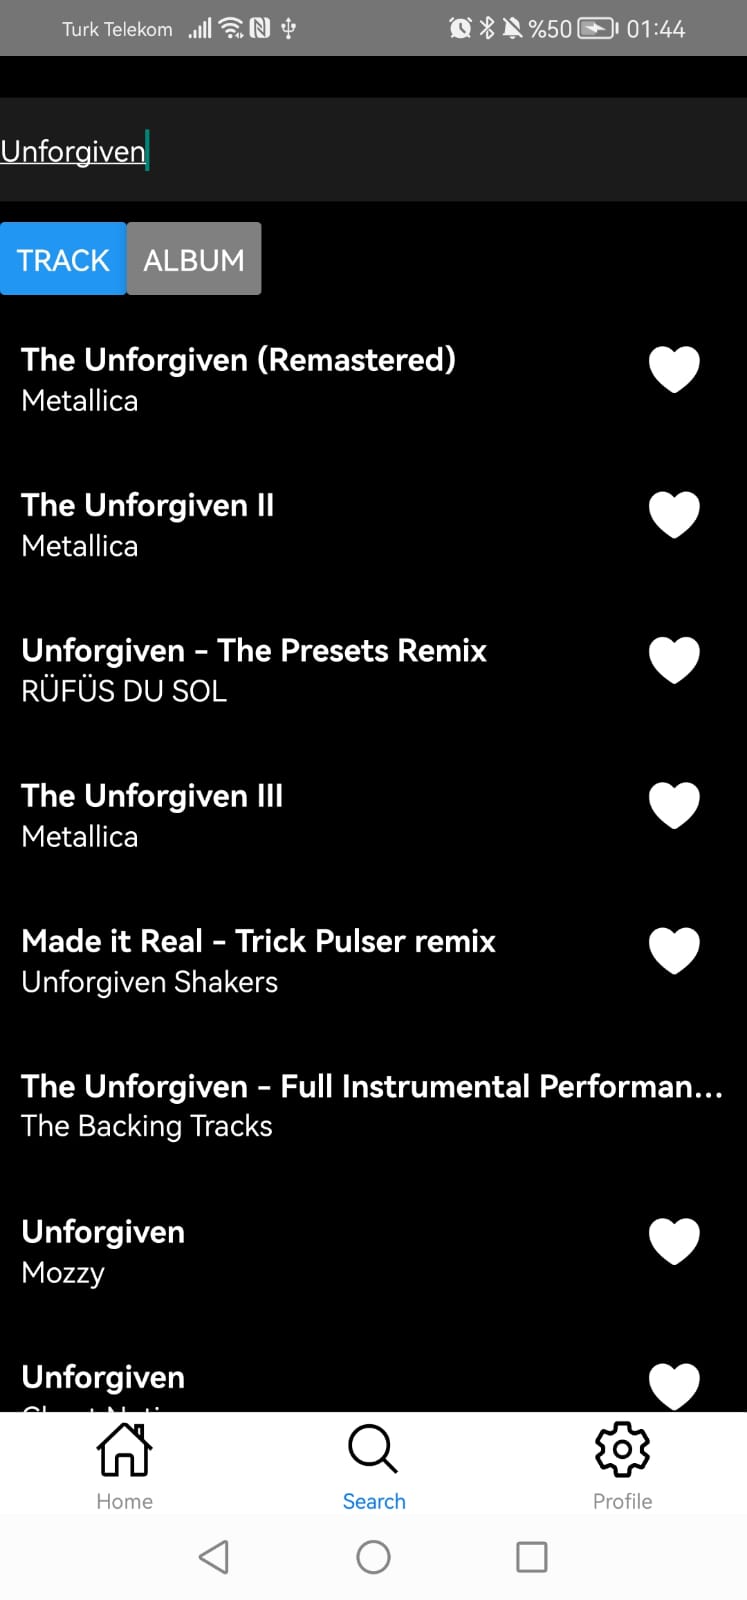 Turk Telekom %50 01:44
Unforgiven
TRACK ALBUM
The Unforgiven (Remastered)
Metallica
The Unforgiven II
Metallica
Unforgiven - The Presets Remix
RÜFÜS DU SOL
The Unforgiven III
Metallica
Made it Real - Trick Pulser remix
Unforgiven Shakers
The Unforgiven - Full Instrumental Performan...
The Backing Tracks
Unforgiven
Mozzy
Unforgiven
Home Search Profile